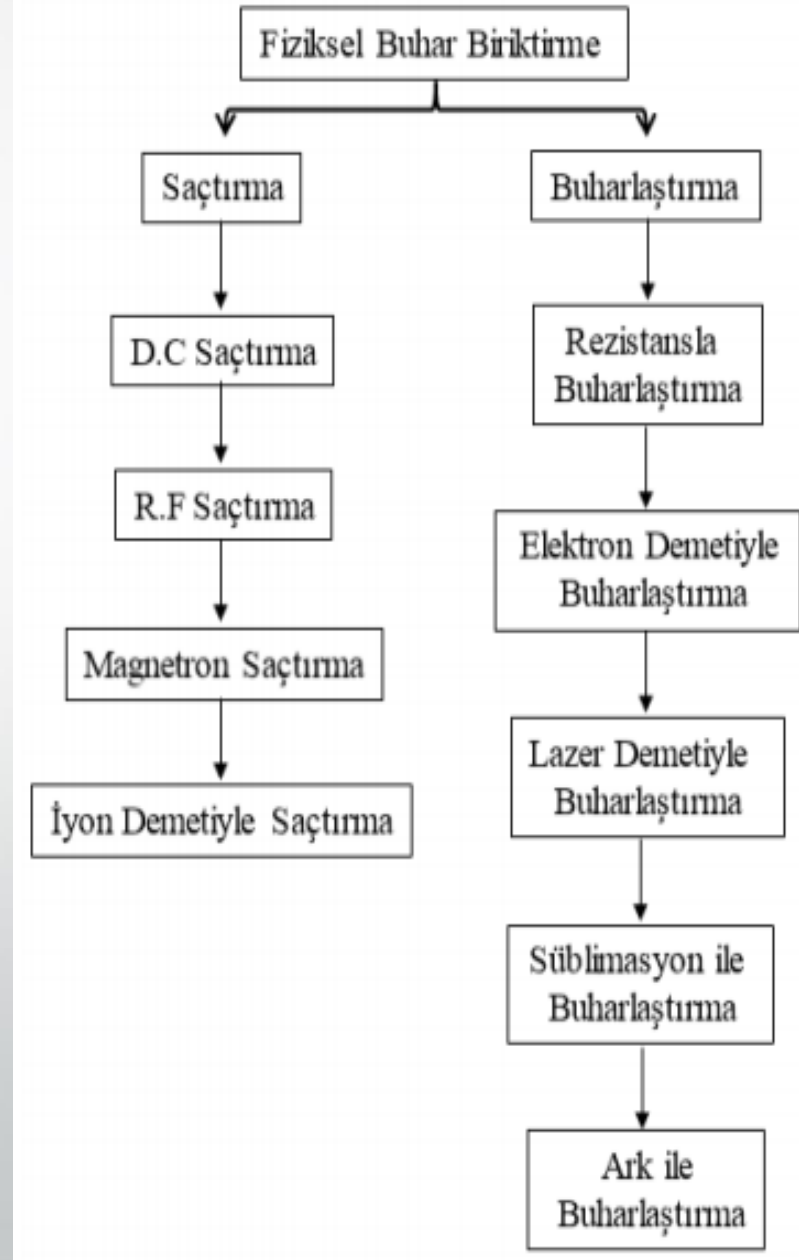 Fiziksel Buhar Biriktirme
Saçtırma
D.C Saçtırma
R.F Saçtırma
Magnetron Saçtırma
İyon Demetiyle Saçtırma
Buharlaştırma
Rezistansla
Buharlaştırma
Elektron Demetiyle
Buharlaştırma
Lazer Demetiyle
Buharlaştırma
Süblimasyon ile
Buharlaştırma
Ark ile
Buharlaştırma